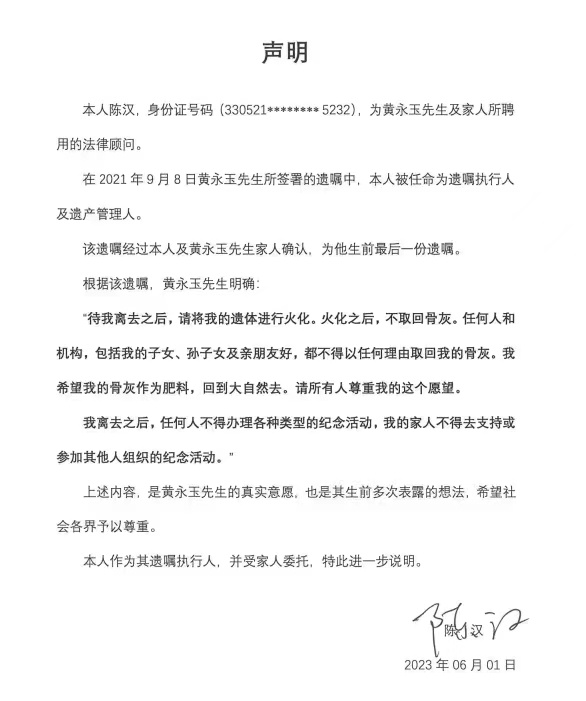 声明
本人陈汉，身份证号码（330521******** 5232），为黄永玉先生及家人所聘
用的法律顾问。
在 2021 年 9 月 8 日黄永玉先生所签署的遗嘱中，本人被任命为遗嘱执行人
及遗产管理人。
该遗嘱经过本人及黄永玉先生家人确认，为他生前最后一份遗嘱。
根据该遗嘱，黄永玉先生明确：
“待我离去之后，请将我的遗体进行火化。火化之后，不取回骨灰。任何人和
机构，包括我的子女、孙子女及亲朋友好，都不得以任何理由取回我的骨灰。我
希望我的骨灰作为肥料，回到大自然去。请所有人尊重我的这个愿望。
我离去之后，任何人不得办理各种类型的纪念活动，我的家人不得去支持或
参加其他人组织的纪念活动。”
上述内容，是黄永玉先生的真实意愿，也是其生前多次表露的想法，希望社
会各界予以尊重。
本人作为其遗嘱执行人，并受家人委托，特此进一步说明。
陈汉
陈 汉
2023 年 06 月 01 日